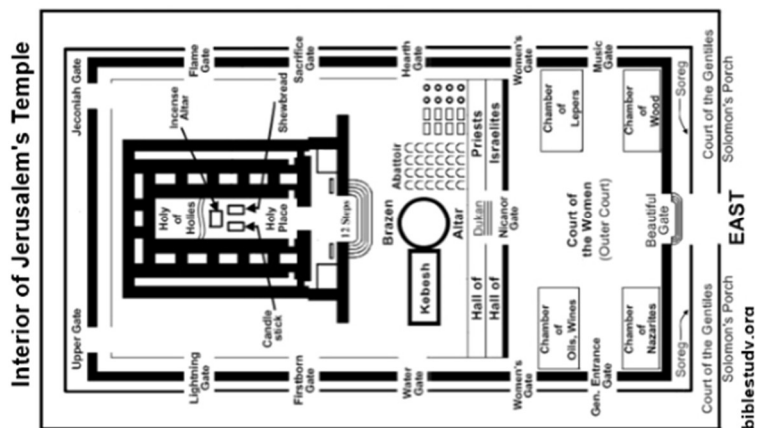 Interior of Jerusalem's Temple
Jeconiah Gate
Upper Gate
Flame
Gate
Sacrifice
Gate
Hearth
Gate
Women's
Gate
Music
Gate
Incense
Altar
Shewbread
Holy
of
Holies
Holy
Place
Candle
stick
12 Steps
Abattoir
Brazen
Altar
Kebesh
Priests
Israelites
Dukan
Nicanor
Gate
Hall of
Hall of
Chamber
of
Lepers
Chamber
of
Wood
Court of
the Women
(Outer Court)
Beautiful
Gate
Chamber
of
Oils, Wines
Chamber
of
Nazarites
Lightning
Gate
Firstborn
Gate
Water
Gate
Women's
Gate
Gen. Entrance
Gate
Soreg
Soreg
Court of the Gentiles
Solomon's Porch
EAST
Court of the Gentiles
Solomon's Porch
biblestudy.org